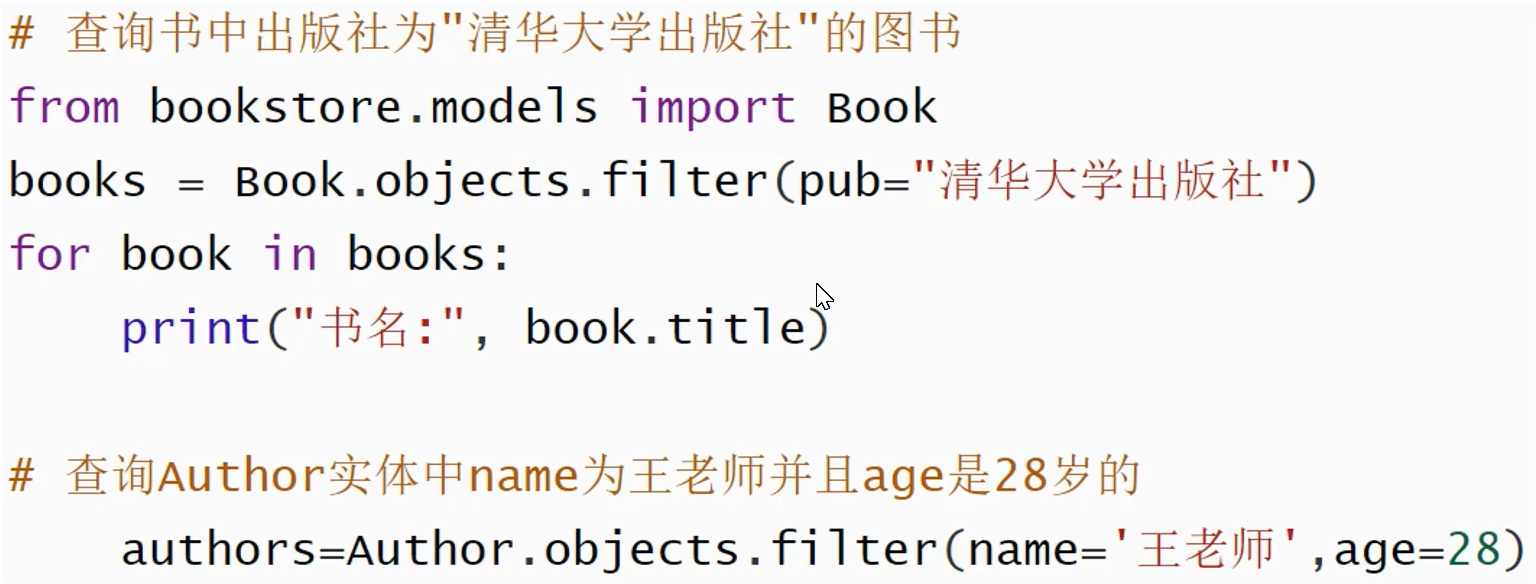 # 查询书中出版社为"清华大学出版社"的图书
from bookstore.models import Book
books = Book.objects.filter(pub="清华大学出版社")
for book in books:
    print("书名:", book.title)
# 查询Author实体中name为王老师并且age是28岁的
    authors=Author.objects.filter(name='王老师',age=28)